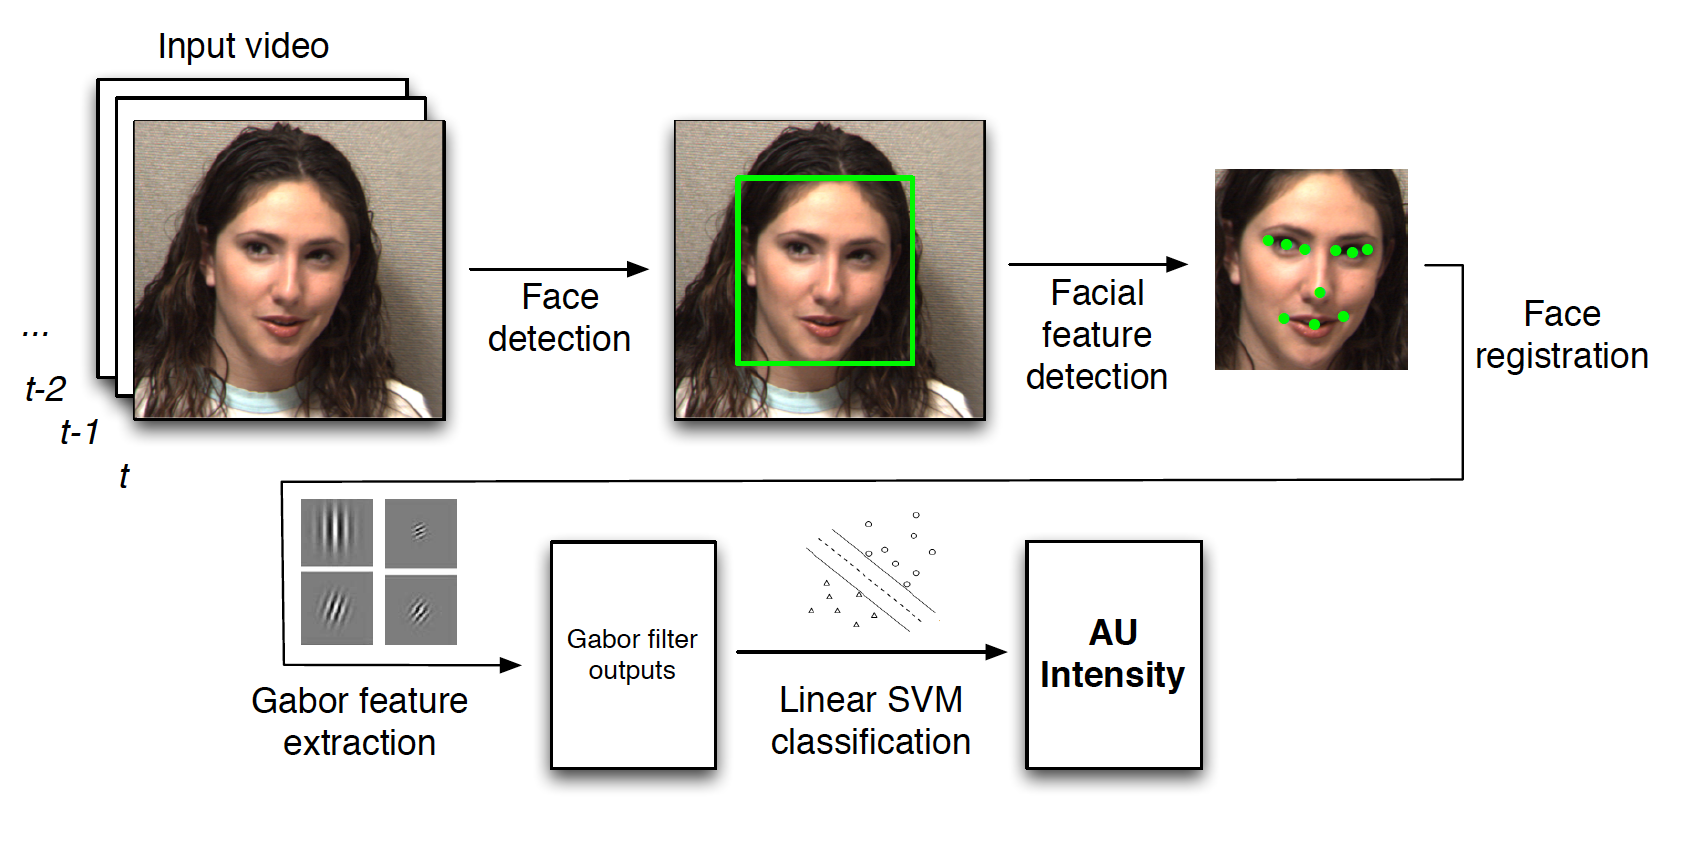 Input video
...
t-2
t-1
t
Face
detection
Facial
feature
detection
Face
registration
Gabor feature
extraction
Gabor filter
outputs
Linear SVM
classification
AU
Intensity